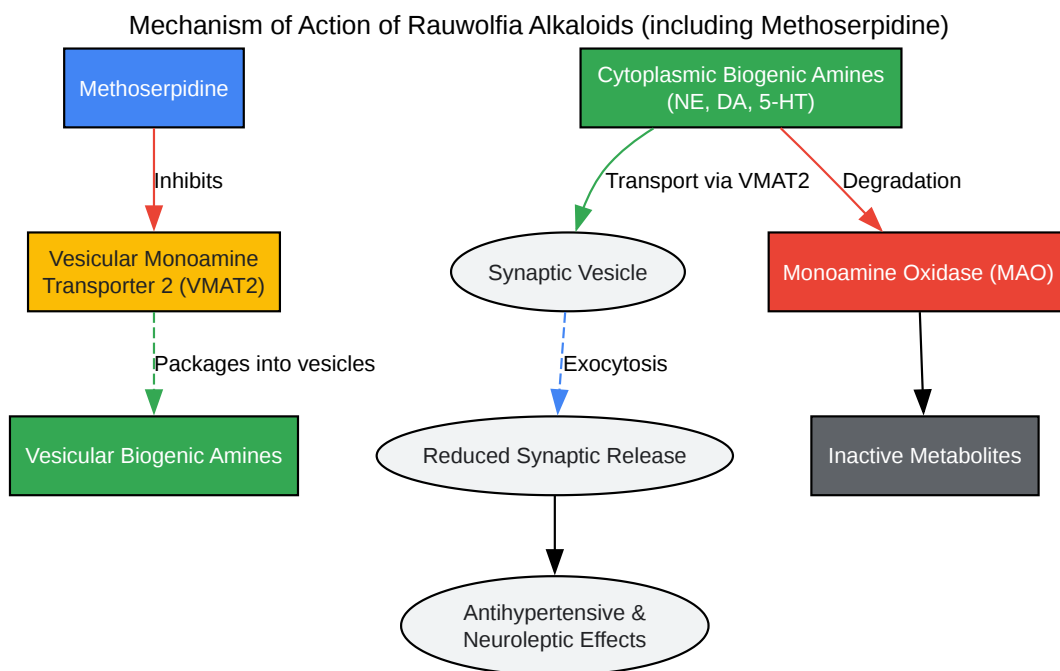 Mechanism of Action of Rauwolfia Alkaloids (including Methoserpidine)
Methoserpidine
Cytoplasmic Biogenic Amines
(NE, DA, 5-HT)
Inhibits
Transport via VMAT2
Degradation
Vesicular Monoamine
Transporter 2 (VMAT2)
Synaptic Vesicle
Monoamine Oxidase (MAO)
Packages into vesicles
Exocytosis
Vesicular Biogenic Amines
Reduced Synaptic Release
Inactive Metabolites
Antihypertensive &
Neuroleptic Effects